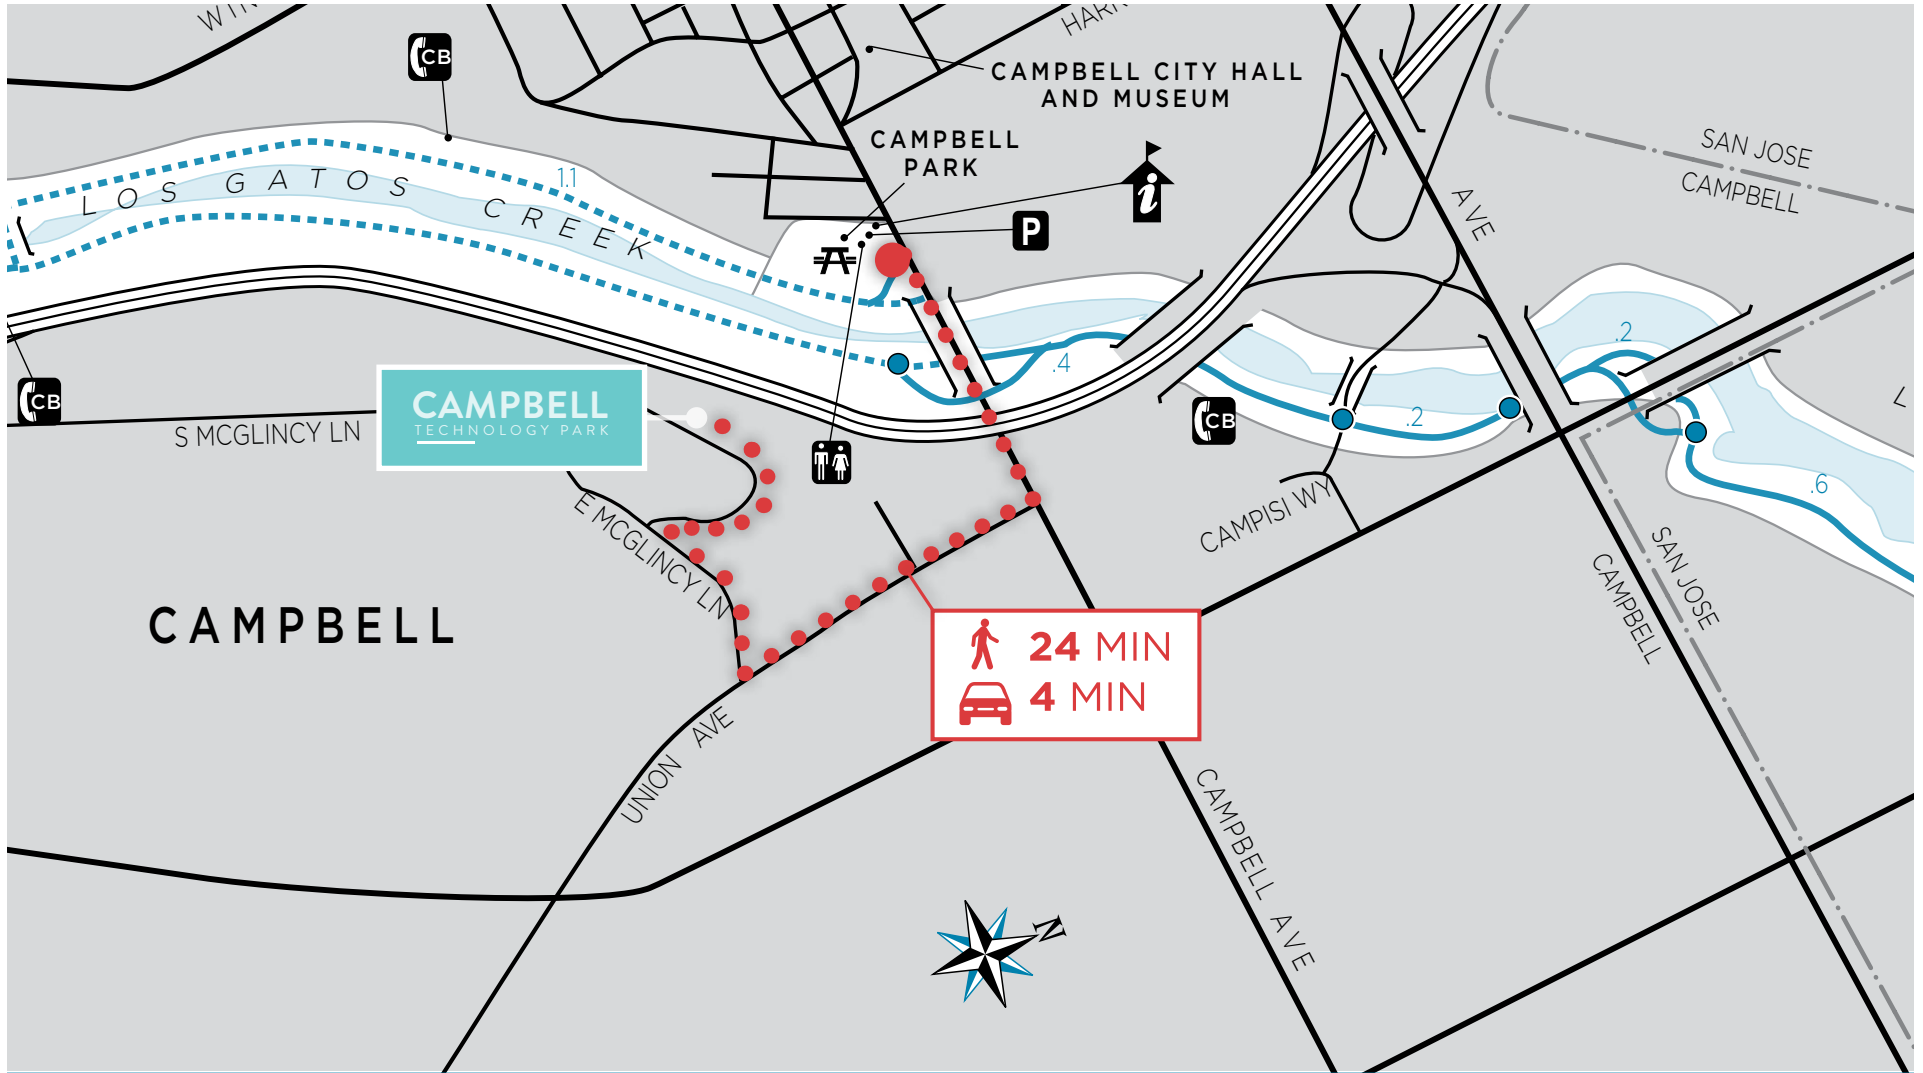 CB
CAMPBELL CITY HALL
AND MUSEUM
CAMPBELL
PARK
SAN JOSE
CAMPBELL
1.1
LOS GATOS CREEK
i
P
AVE
.4
.2
.2
.6
CB
CB
S MCGLINCY LN
CAMPBELL
TECHNOLOGY PARK
E MCGLINCY LN
CAMPISI WY
SAN JOSE
CAMPBELL
CAMPBELL
24 MIN
4 MIN
UNION AVE
CAMPBELL AVE
N